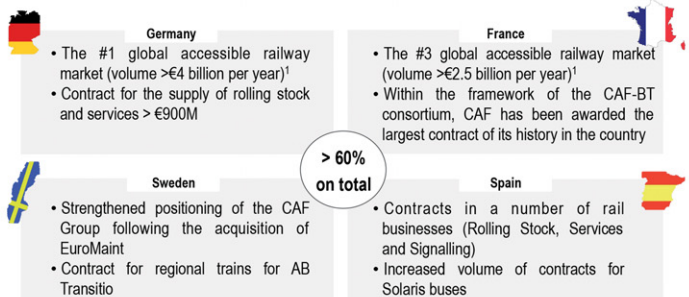 Germany
• The #1 global accessible railway
market (volume >€4 billion per year)1
• Contract for the supply of rolling stock
and services > €900M
France
• The #3 global accessible railway market
(volume >€2.5 billion per year)1
• Within the framework of the CAF-BT
consortium, CAF has been awarded the
largest contract of its history in the country
> 60%
on total
Sweden
• Strengthened positioning of the CAF
Group following the acquisition of
EuroMaint
• Contract for regional trains for AB
Transitio
Spain
• Contracts in a number of rail
businesses (Rolling Stock, Services
and Signalling)
• Increased volume of contracts for
Solaris buses